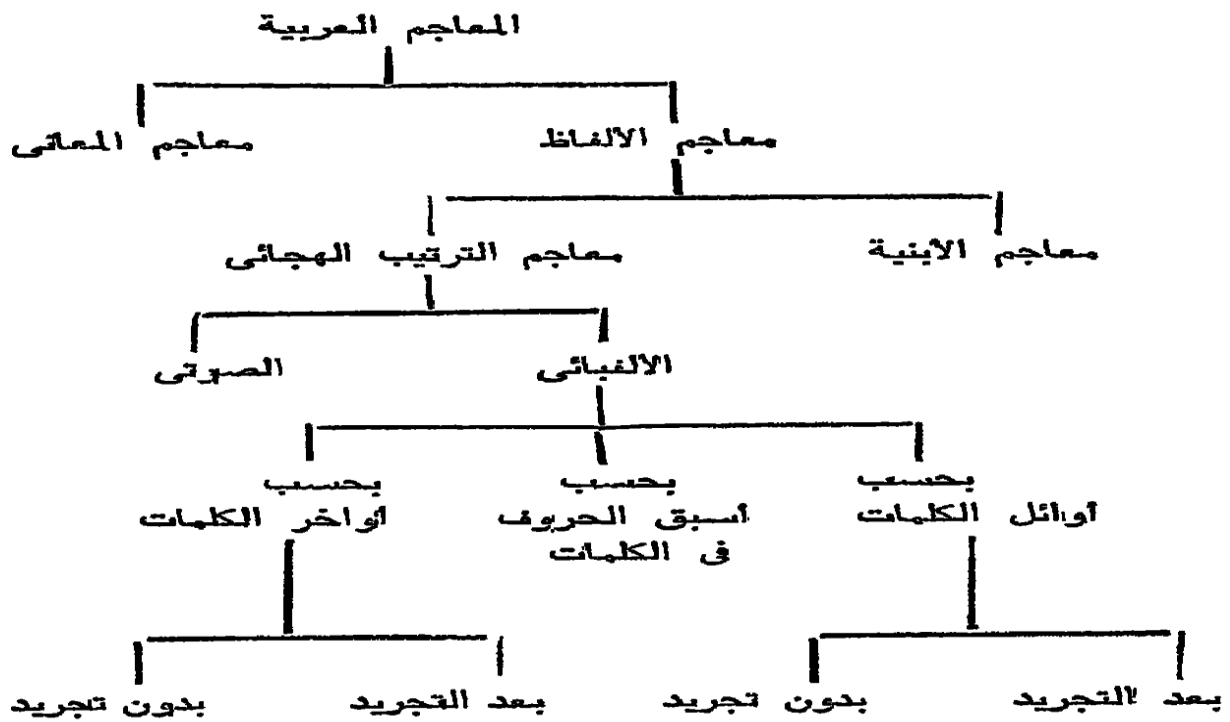 المعاجم العربية
معاجم الألفاظ
معاجم المعانى
معاجم الأبنية
معاجم الترتيب الهجائى
الالفبائى
الصوتى
بحسب
أوائل الكلمات
بحسب
أسبق الحروف
فى الكلمات
بحسب
أواخر الكلمات
بعد التجريد
بدون تجريد
بعد التجريد
بدون تجريد